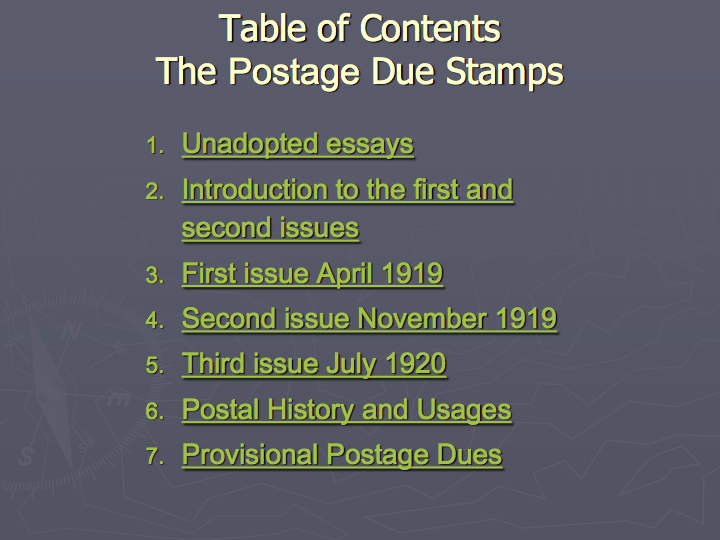 Table of Contents
The Postage Due Stamps
1. Unadopted essays
2. Introduction to the first and
second issues
3. First issue April 1919
4. Second issue November 1919
5. Third issue July 1920
6. Postal History and Usages
7. Provisional Postage Dues
N
m
S